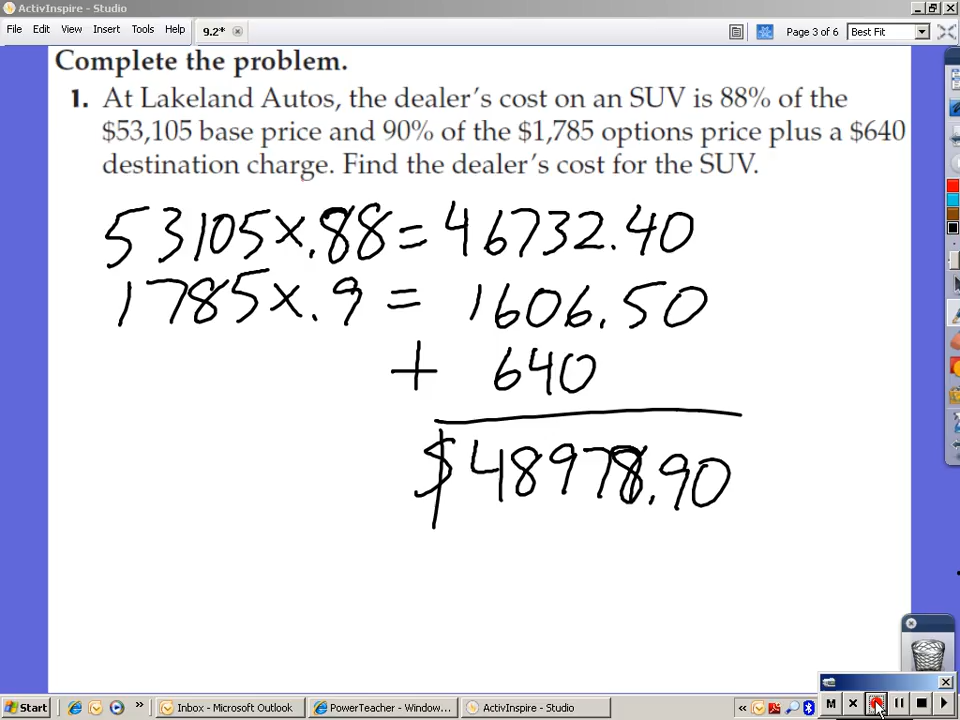 ActivInspire - Studio
File Edit View Insert Tools Help 9.2* Page 3 of 6 Best Fit
Complete the problem.
1. At Lakeland Autos, the dealer's cost on an SUV is 88% of the
$53,105 base price and 90% of the $1,785 options price plus a $640
destination charge. Find the dealer's cost for the SUV.
53105x.88=46732.40
1785x.9 = 1606.50
+ 640
$48978.90
M
Start Inbox - Microsoft Outlook PowerTeacher - Window... ActivInspire - Studio